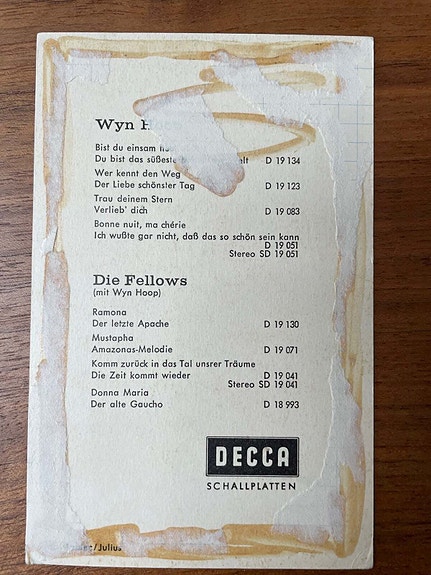 Wyn
Bist du einsam
Du bist das süßeste D 19 134
Wer kennt den Weg
Der Liebe schönster Tag D 19 123
Trau deinem Stern
Verlieb' dich D 19 083
Bonne nuit, ma chérie
Ich wußte gar nicht, daß das so schön sein kann
D 19 051
Stereo SD 19 051
Die Fellows
(mit Wyn Hoop)
Ramona
Der letzte Apache D 19 130
Mustapha
Amazonas-Melodie D 19 071
Komm zurück in das Tal unsrer Träume
Die Zeit kommt wieder D 19 041
Stereo SD 19 041
Donna Maria
Der alte Gaucho D 18 993
DECCA
SCHALLPLATTEN
/Julius